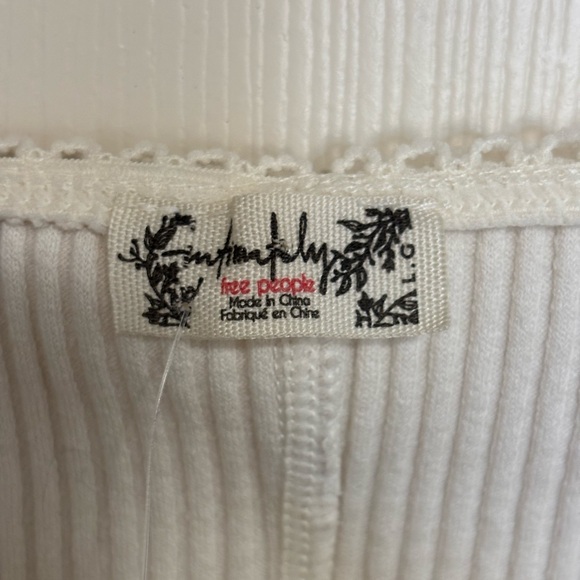 intimately
free people
Made in China
Fabriqué en Chine
L.G